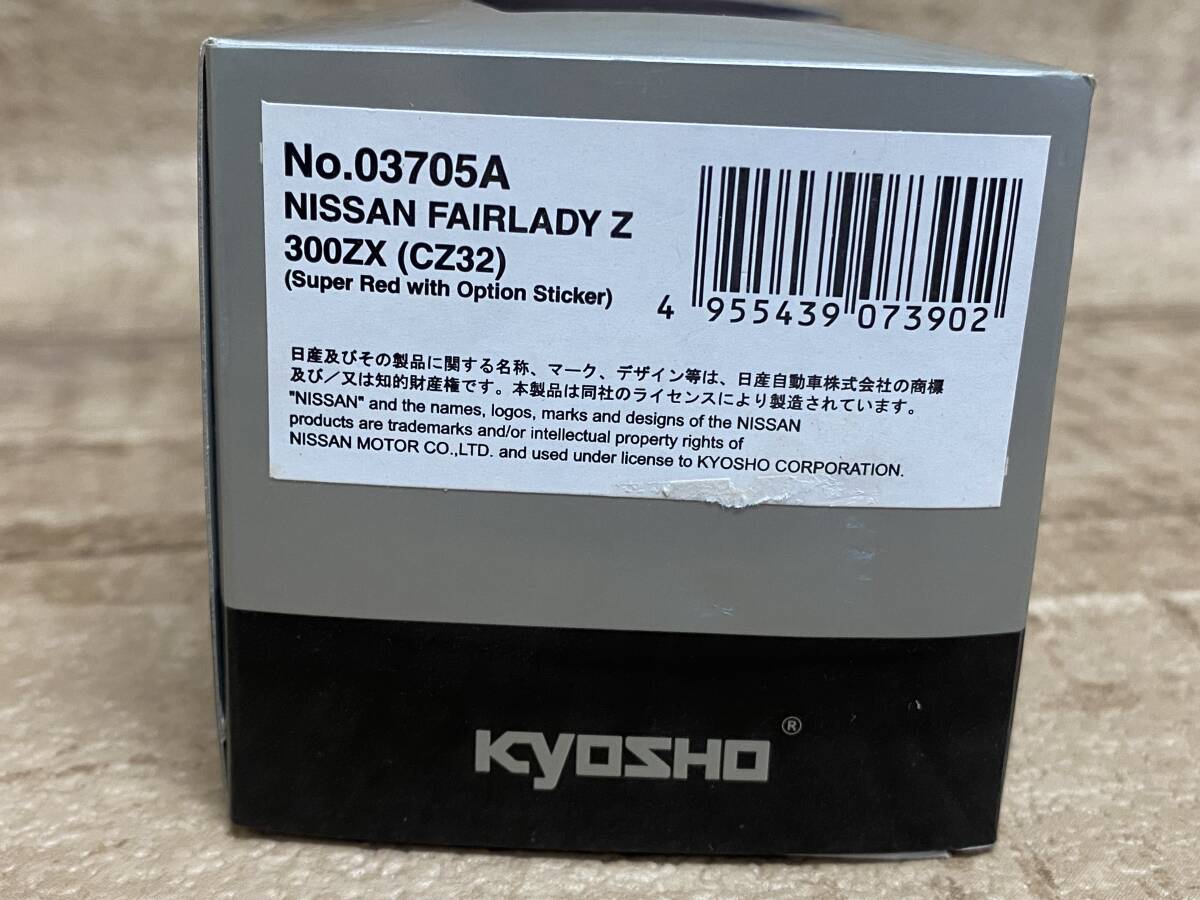 No.03705A
NISSAN FAIRLADY Z
300ZX (CZ32)
(Super Red with Option Sticker)
4 955439 073902
日産及びその製品に関する名称、マーク、デザイン等は、日産自動車株式会社の商標
及び/又は知的財産権です。本製品は同社のライセンスにより製造されています。
"NISSAN" and the names, logos, marks and designs of the NISSAN
products are trademarks and/or intellectual property rights of
NISSAN MOTOR CO.,LTD. and used under license to KYOSHO CORPORATION.
KYOSHO®